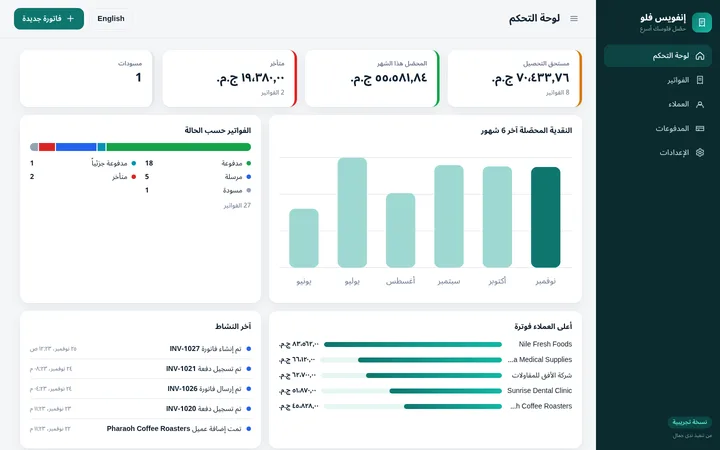 إنفويس فلو
حصّل فلوسك أسرع
لوحة التحكم
الفواتير
العملاء
المدفوعات
الإعدادات
نسخة تجريبية
لوحة التحكم
English
فاتورة جديدة
مستحق التحصيل
٧٠٬٤٣٣٫٧٦ ج.م.
8 الفواتير
المحصّل هذا الشهر
٥٥٬٥٨١٫٨٤ ج.م.
متأخر
١٩٬٣٨٠٫٠٠ ج.م.
2 الفواتير
مسودات
1
النقدية المحصّلة آخر 6 شهور
يونيو يوليو أغسطس سبتمبر أكتوبر نوفمبر
الفواتير حسب الحالة
مدفوعة 18
مدفوعة جزئياً 1
مرسلة 5
متأخر 2
مسودة 1
27 الفواتير
أعلى العملاء فوترة
Nile Fresh Foods ٨٣٬٥٦٢٫٠٠ ج.م.
...a Medical Supplies ٦٦٬١٢٠٫٠٠ ج.م.
شركة الأفق للمقاولات ٦٢٬٧٠٠٫٠٠ ج.م.
Sunrise Dental Clinic ٥١٬٨٧٠٫٠٠ ج.م.
...h Coffee Roasters ٤٥٬٨٢٨٫٠٠ ج.م.
آخر النشاط
تم إنشاء فاتورة INV-1027
تم تسجيل دفعة INV-1021
تم إرسال فاتورة INV-1026
تم تسجيل دفعة INV-1020
تمت إضافة عميل Pharaoh Coffee Roasters